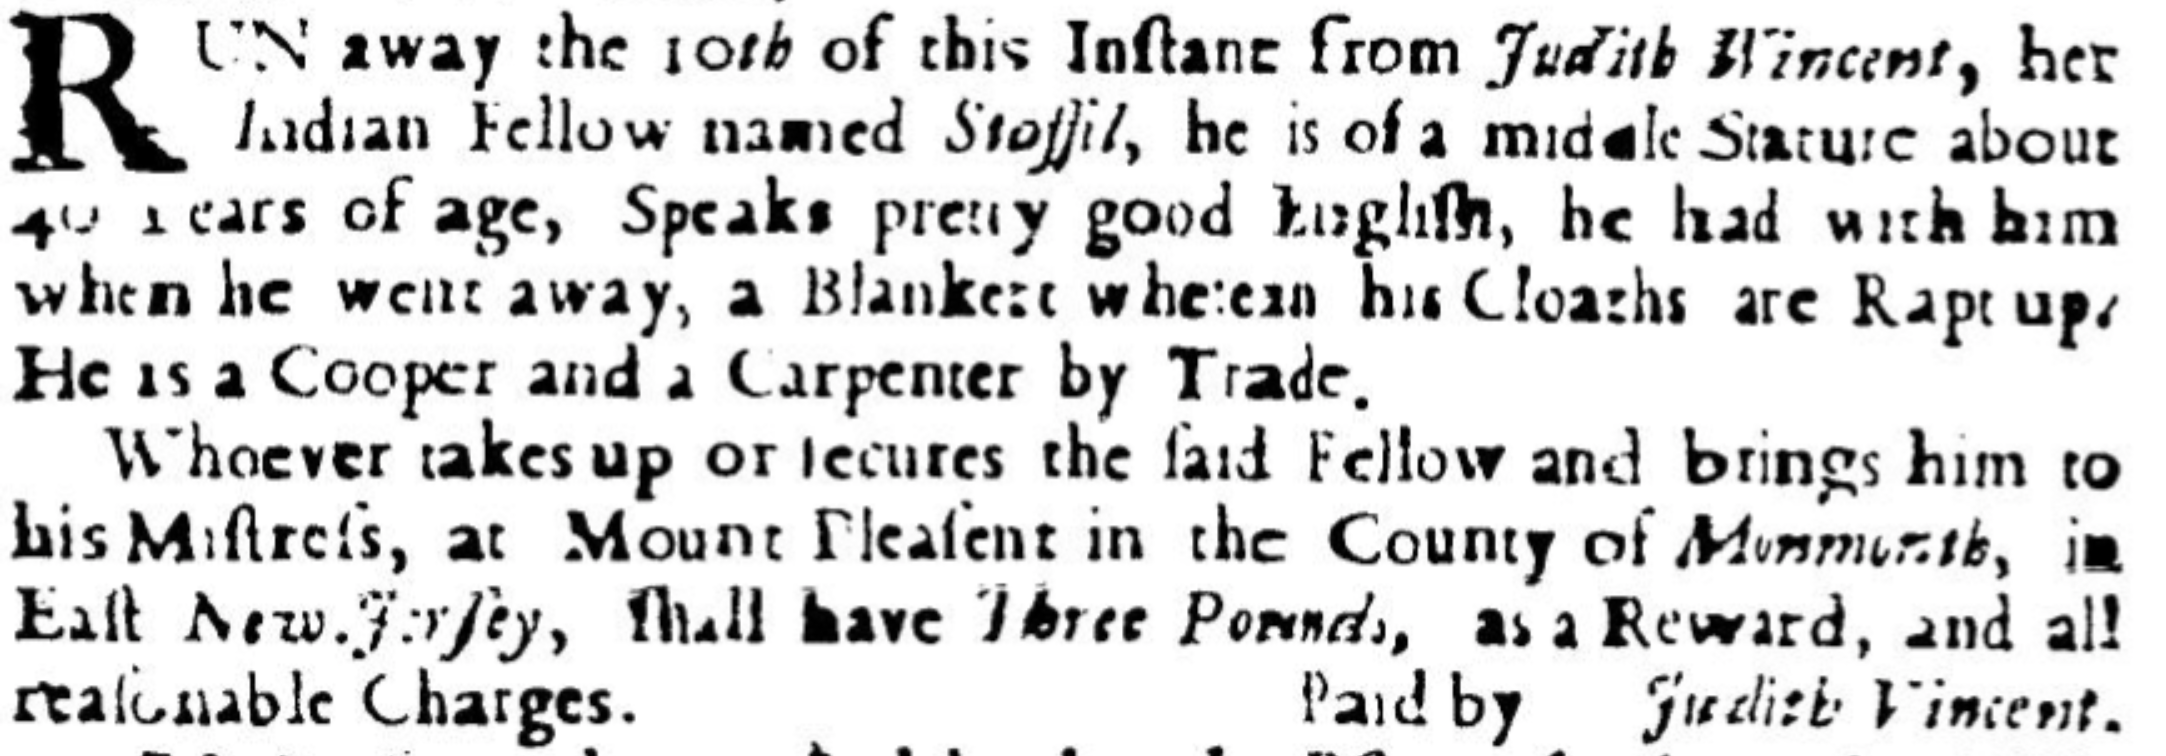 RUN away the 10th of this Inſtant from Judith Wincent, her
Indian Fellow named Stoffil, he is of a middle Stature about
40 Years of age, Speaks pretty good Engliſh, he had with him
when he went away, a Blankett wherein his Cloaths are Rapt up,
He is a Cooper and a Carpenter by Trade.
Whoever takes up or ſecures the ſaid Fellow and brings him to
his Miſtreſs, at Mount Pleaſent in the County of Monmouth, in
Eaſt New-Jerſey, ſhall have Three Pounds, as a Reward, and all
reaſonable Charges. Paid by Judith Vincent.